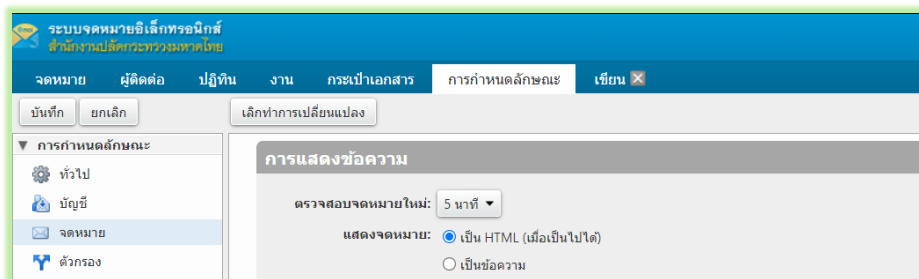 ระบบจดหมายอิเล็กทรอนิกส์
สำนักงานปลัดกระทรวงมหาดไทย
จดหมาย ผู้ติดต่อ ปฏิทิน งาน กระเป๋าเอกสาร การกำหนดลักษณะ เขียน
บันทึก ยกเลิก เลิกทำการเปลี่ยนแปลง
การกำหนดลักษณะ
ทั่วไป
บัญชี
จดหมาย
ตัวกรอง
การแสดงข้อความ
ตรวจสอบจดหมายใหม่: 5 นาที
แสดงจดหมาย: เป็น HTML (เมื่อเป็นไปได้)
เป็นข้อความ